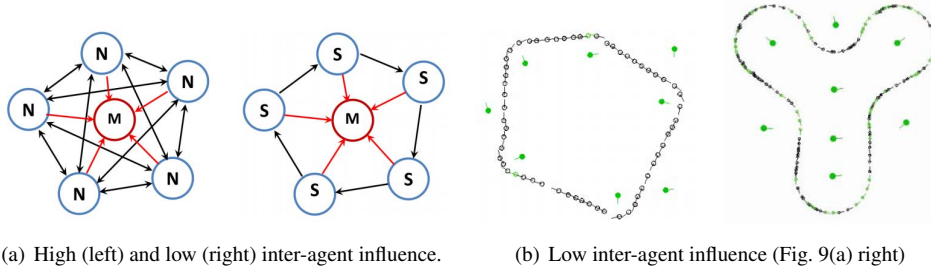 N
N
N
M
N
N
S
S
S
M
S
S
(a) High (left) and low (right) inter-agent influence.
(b) Low inter-agent influence (Fig. 9(a) right)